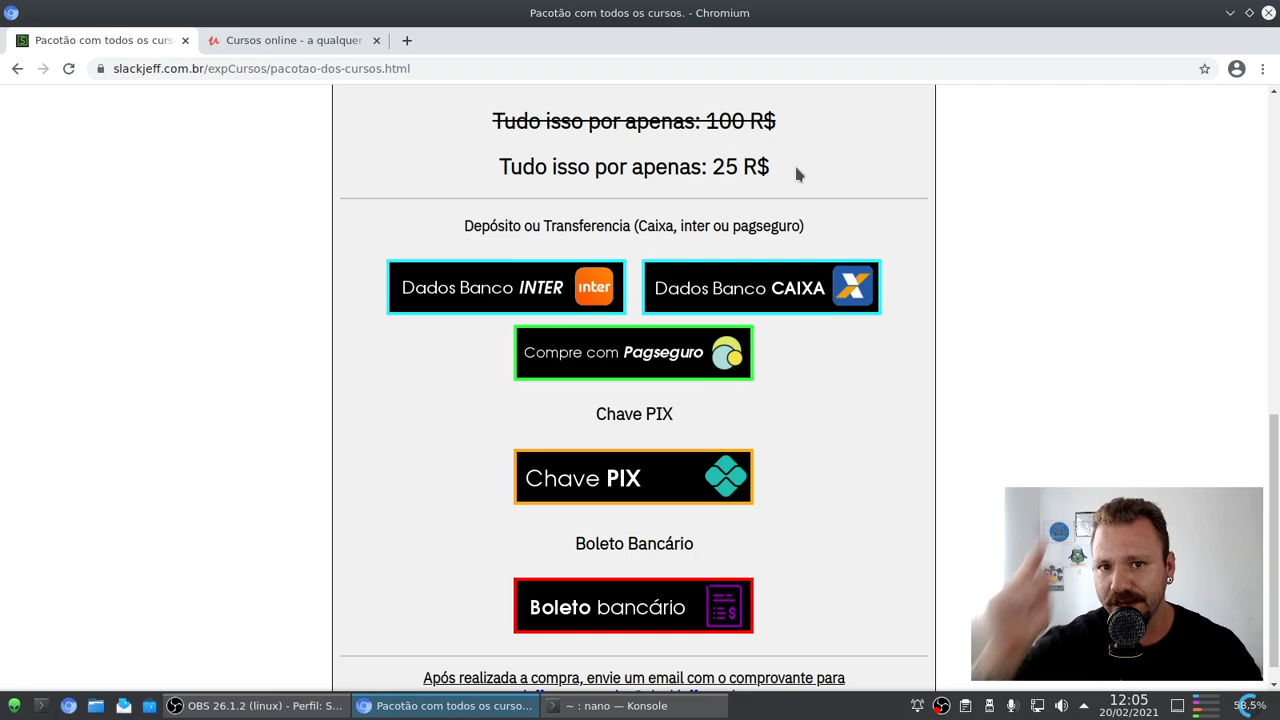 Pacotão com todos os cursos. - Chromium
Pacotão com todos os curs
Cursos online - a qualquer
slackjeff.com.br/expCursos/pacotao-dos-cursos.html
Tudo isso por apenas: 100 R$
Tudo isso por apenas: 25 R$
Depósito ou Transferencia (Caixa, inter ou pagseguro)
Dados Banco INTER inter
Dados Banco CAIXA
Compre com Pagseguro
Chave PIX
Chave PIX
Boleto Bancário
Boleto bancário
Após realizada a compra, envie um email com o comprovante para
OBS 26.1.2 (linux) - Perfil: S...
Pacotão com todos os curso...
~ : nano — Konsole
12:05
20/02/2021
58,5%